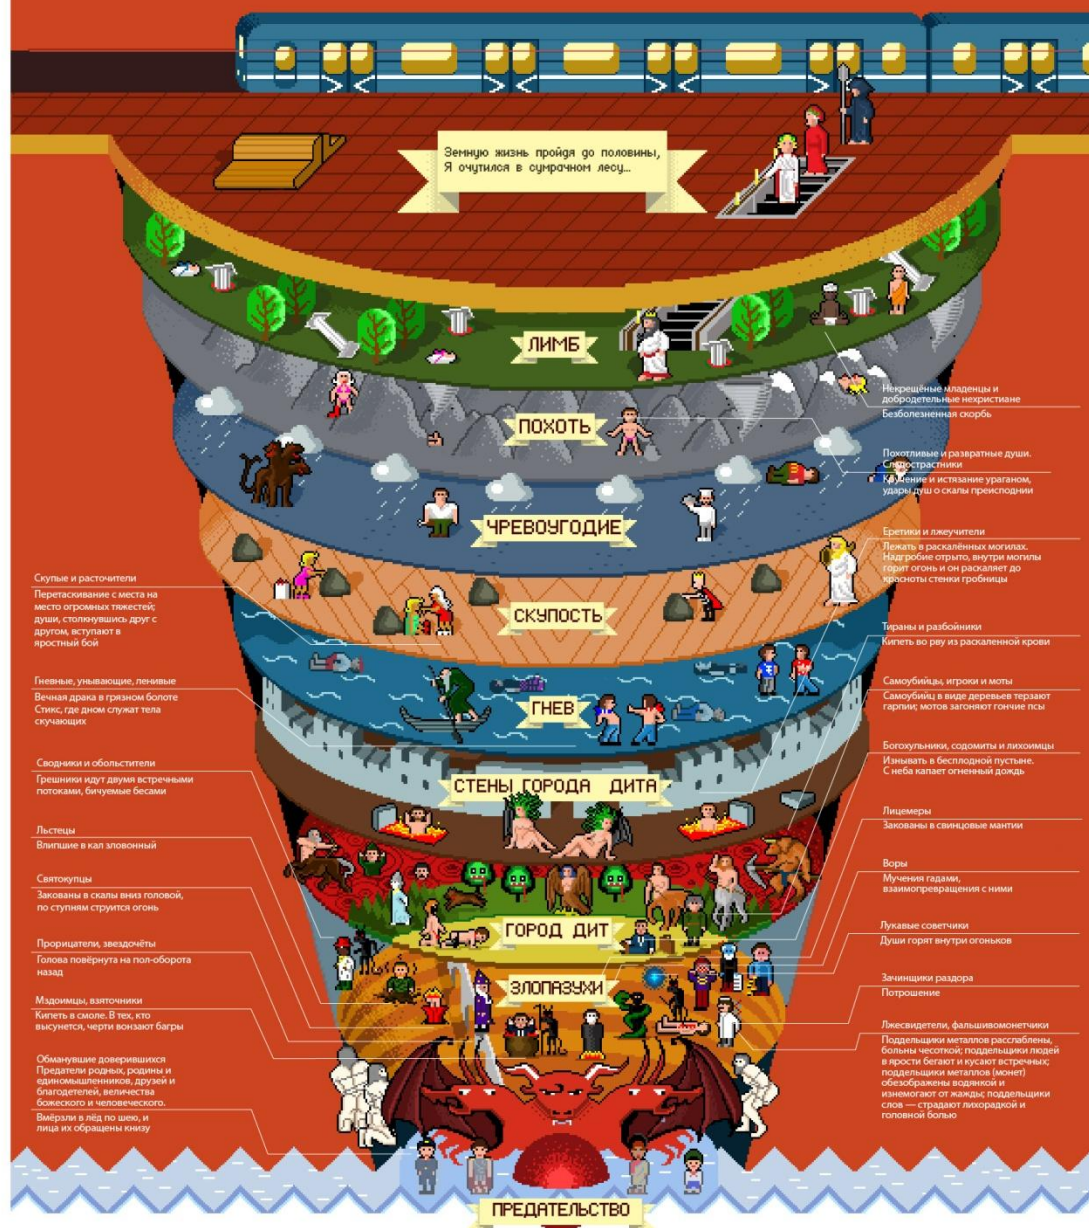 Земную жизнь пройдя до половины,
Я очутился в сумрачном лесу...
ЛИМБ
ПОХОТЬ
ЧРЕВОУГОДИЕ
СКУПОСТЬ
ГНЕВ
СТЕНЫ ГОРОДА ДИТА
ГОРОД ДИТ
ЗЛОПАЗУХИ
ПРЕДАТЕЛЬСТВО
Скупые и расточители
Перетаскивание с места на
место огромных тяжестей;
души, столкнувшись друг с
другом, вступают в
яростный бой
Гневные, унывающие, ленивые
Вечная драка в грязном болоте
Стикс, где дном служат тела
скучающих
Сводники и обольстители
Грешники идут двумя встречными
потоками, бичуемые бесами
Льстецы
Влипшие в кал зловонный
Святокупцы
Закованы в скалы вниз головой,
по ступням струится огонь
Прорицатели, звездочёты
Голова повёрнута на пол-оборота
назад
Мздоимцы, взяточники
Кипеть в смоле. В тех, кто
высунется, черти вонзают багры
Обманувшие доверившихся
Предатели родных, родины и
единомышленников, друзей и
благодетелей, величества
божеского и человеческого.
Вмёрзли в лёд по шею, и
лица их обращены книзу
Некрещёные младенцы и
добродетельные нехристиане
Безболезненная скорбь
Похотливые и развратные души.
Сладострастники
Кручение и истязание ураганом,
удары душ о скалы преисподнии
Еретики и лжеучители
Лежать в раскалённых могилах.
Надгробие отрыто, внутри могилы
горит огонь и он раскаляет до
красноты стенки гробницы
Тираны и разбойники
Кипеть во рву из раскаленной крови
Самоубийцы, игроки и моты
Самоубийц в виде деревьев терзают
гарпии; мотов загоняют гончие псы
Богохульники, содомиты и лихоимцы
Изнывать в бесплодной пустыне.
С неба капает огненный дождь
Лицемеры
Закованы в свинцовые мантии
Воры
Мучения гадами,
взаимопревращения с ними
Лукавые советчики
Души горят внутри огоньков
Зачинщики раздора
Потрошение
Лжесвидетели, фальшивомонетчики
Поддельщики металлов расслаблены,
больны чесоткой; поддельщики людей
в ярости бегают и кусают встречных;
поддельщики металлов (монет)
обезображены водянкой и
изнемогают от жажды; поддельщики
слов — страдают лихорадкой и
головной болью